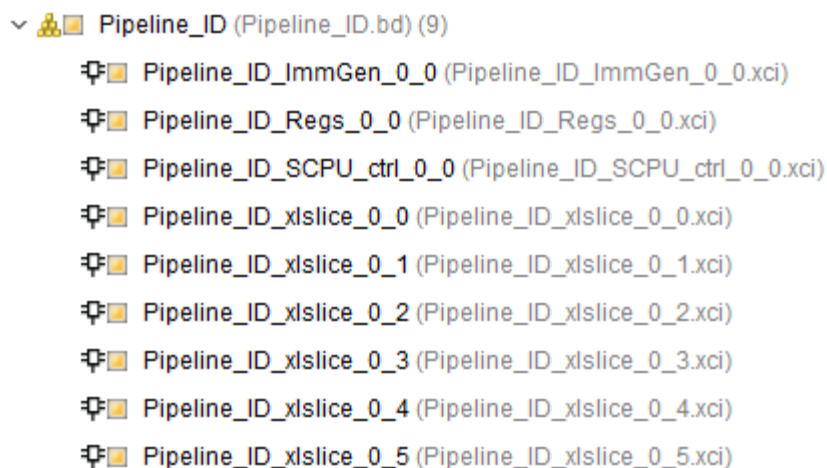 Pipeline_ID (Pipeline_ID.bd) (9)
Pipeline_ID_ImmGen_0_0 (Pipeline_ID_ImmGen_0_0.xci)
Pipeline_ID_Regs_0_0 (Pipeline_ID_Regs_0_0.xci)
Pipeline_ID_SCPU_ctrl_0_0 (Pipeline_ID_SCPU_ctrl_0_0.xci)
Pipeline_ID_xlslice_0_0 (Pipeline_ID_xlslice_0_0.xci)
Pipeline_ID_xlslice_0_1 (Pipeline_ID_xlslice_0_1.xci)
Pipeline_ID_xlslice_0_2 (Pipeline_ID_xlslice_0_2.xci)
Pipeline_ID_xlslice_0_3 (Pipeline_ID_xlslice_0_3.xci)
Pipeline_ID_xlslice_0_4 (Pipeline_ID_xlslice_0_4.xci)
Pipeline_ID_xlslice_0_5 (Pipeline_ID_xlslice_0_5.xci)